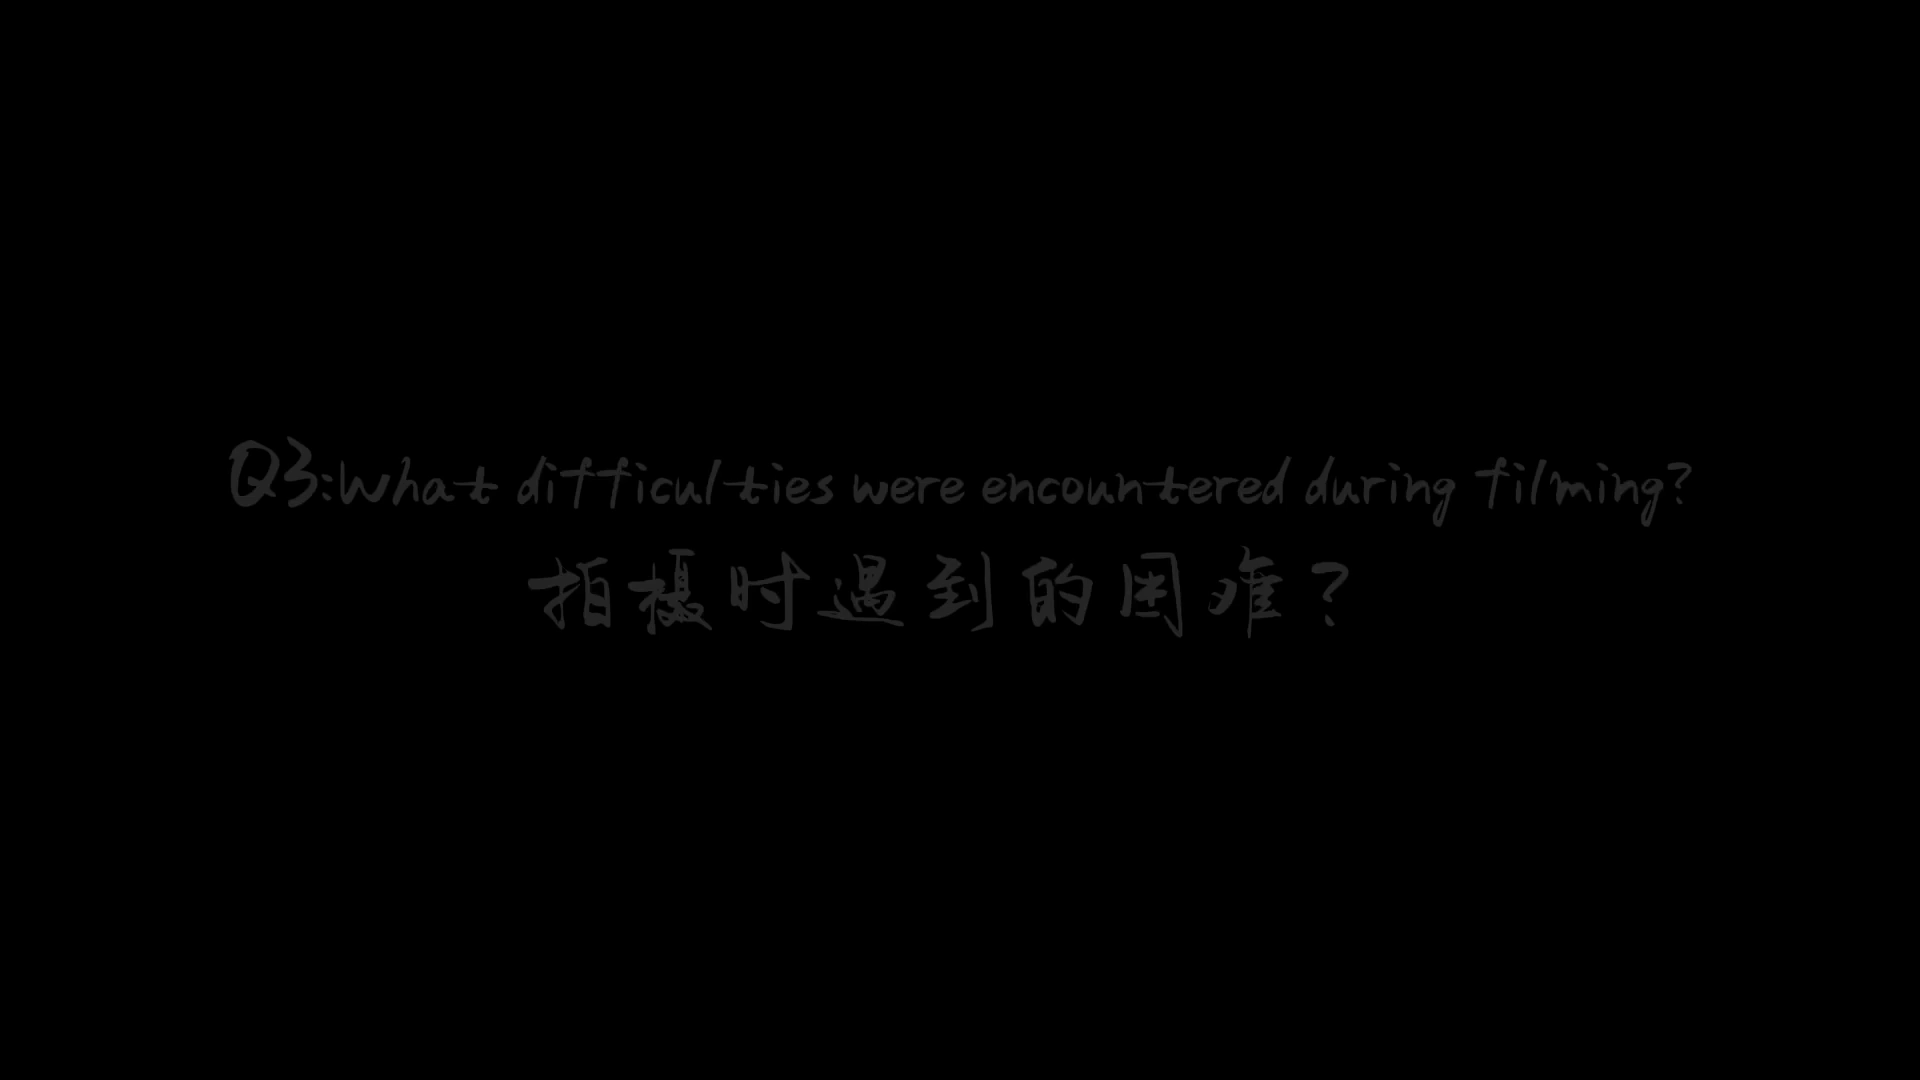 Q3:What difficulties were encountered during filming?
拍摄时遇到的困难？